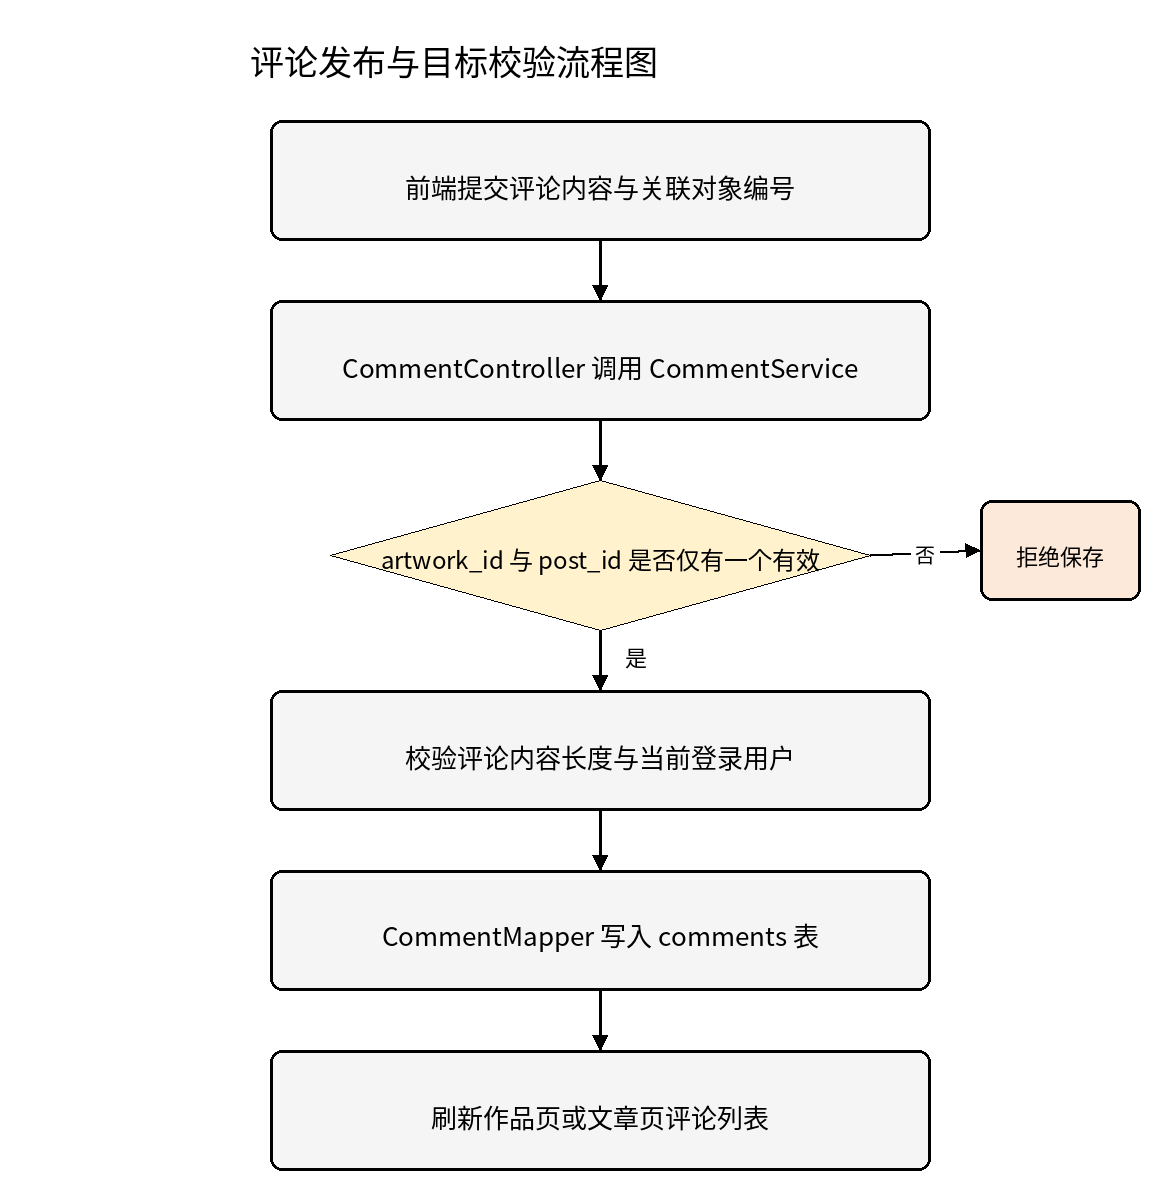 评论发布与目标校验流程图
前端提交评论内容与关联对象编号
CommentController 调用 CommentService
artwork_id 与 post_id 是否仅有一个有效
否
拒绝保存
是
校验评论内容长度与当前登录用户
CommentMapper 写入 comments 表
刷新作品页或文章页评论列表